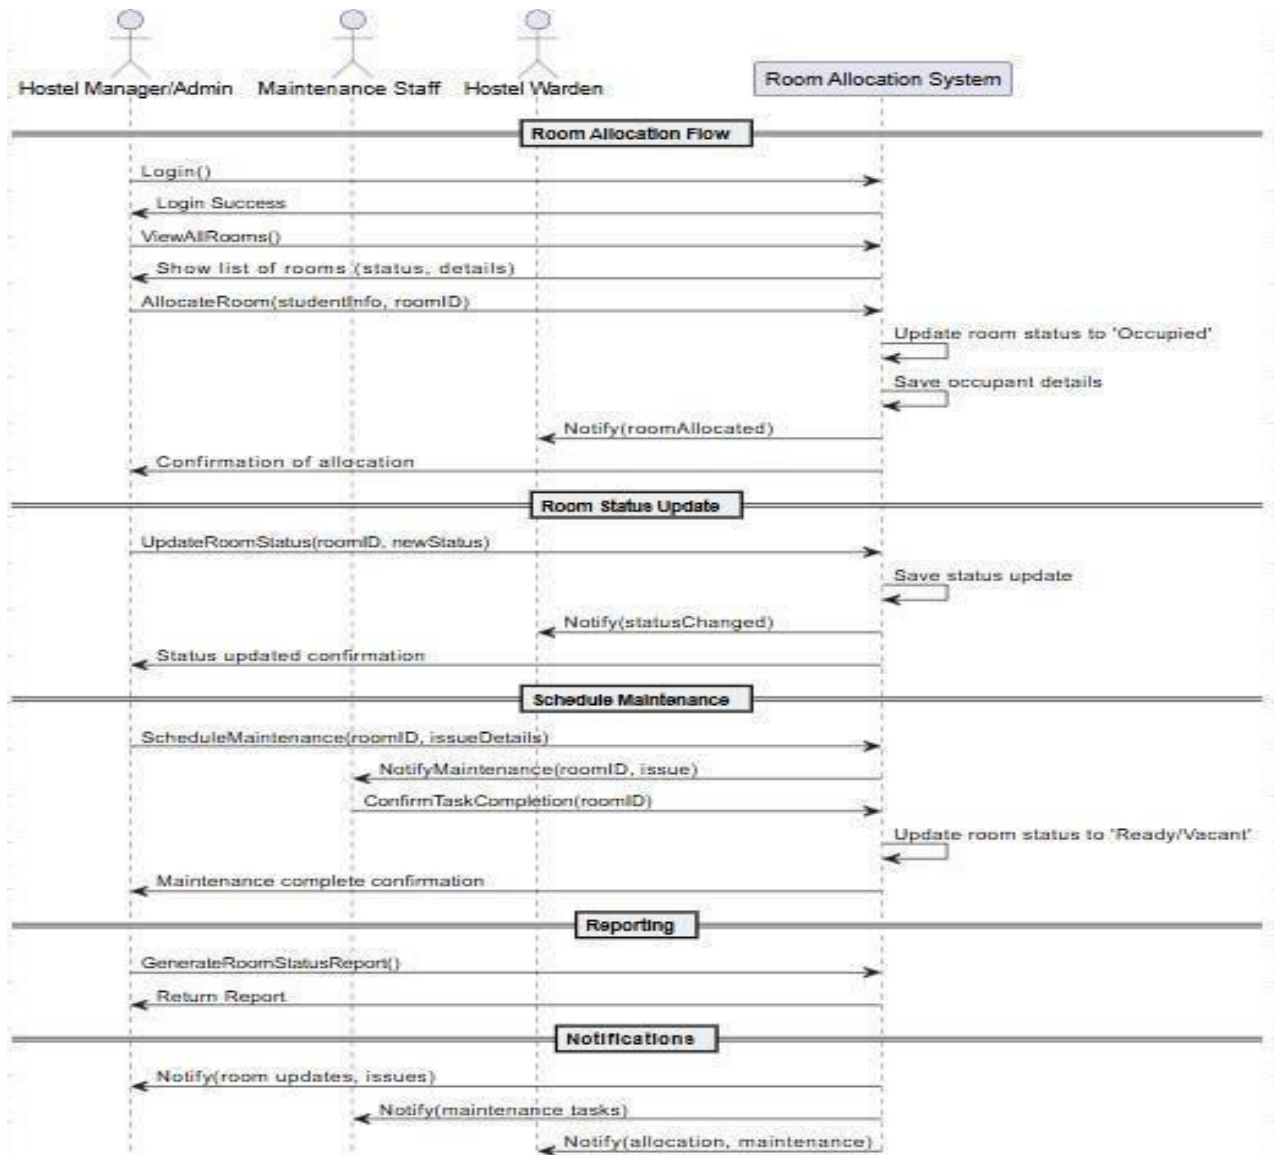 Hostel Manager/Admin
Maintenance Staff
Hostel Warden
Room Allocation System
Room Allocation Flow
Login()
Login Success
ViewAllRooms()
Show list of rooms (status, details)
AllocateRoom(studentInfo, roomID)
Update room status to 'Occupied'
Save occupant details
Notify(roomAllocated)
Confirmation of allocation
Room Status Update
UpdateRoomStatus(roomID, newStatus)
Save status update
Notify(statusChanged)
Status updated confirmation
Schedule Maintenance
ScheduleMaintenance(roomID, issueDetails)
NotifyMaintenance(roomID, issue)
ConfirmTaskCompletion(roomID)
Update room status to 'Ready/Vacant'
Maintenance complete confirmation
Reporting
GenerateRoomStatusReport()
Return Report
Notifications
Notify(room updates, issues)
Notify(maintenance tasks)
Notify(allocation, maintenance)